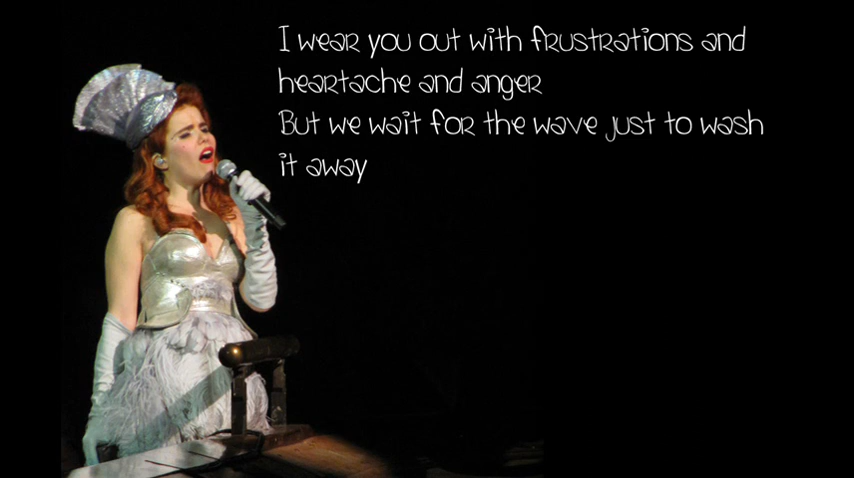 I wear you out with frustrations and
heartache and anger
But we wait for the wave just to wash
it away